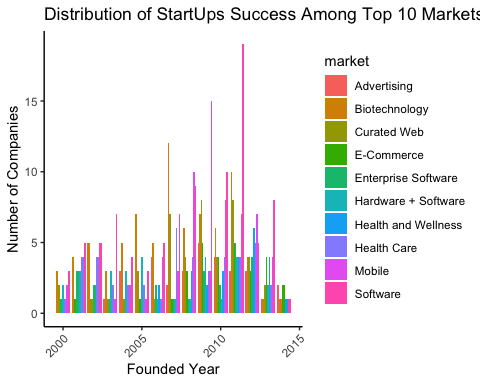 Distribution of StartUps Success Among Top 10 Markets
Number of Companies
15
10
5
0
2000
2005
2010
2015
Founded Year
market
Advertising
Biotechnology
Curated Web
E-Commerce
Enterprise Software
Hardware + Software
Health and Wellness
Health Care
Mobile
Software